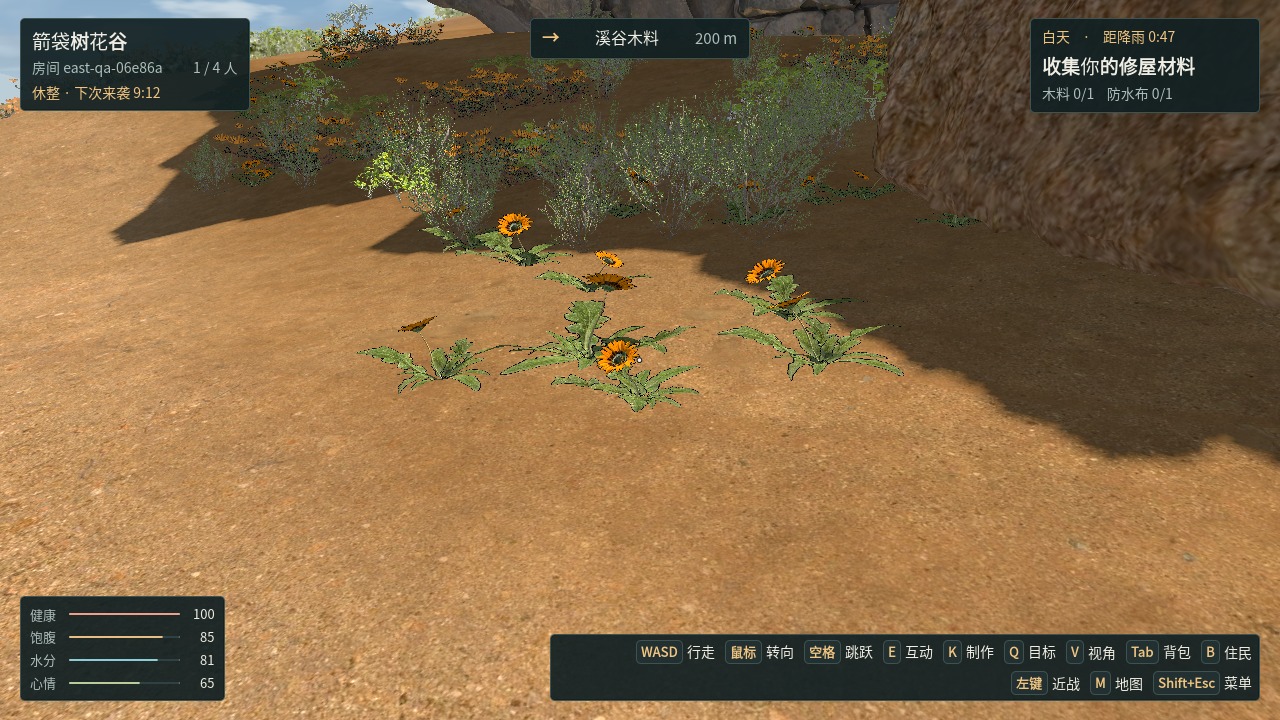 箭袋树花谷
房间 east-qa-06e86a 1 / 4 人
休整 · 下次来袭 9:12
→ 溪谷木料 200 m
白天 · 距降雨 0:47
收集你的修屋材料
木料 0/1 防水布 0/1
健康 100
饱腹 85
水分 81
心情 65
WASD 行走 鼠标 转向 空格 跳跃 E 互动 K 制作 Q 目标 V 视角 Tab 背包 B 住民
左键 近战 M 地图 Shift+Esc 菜单